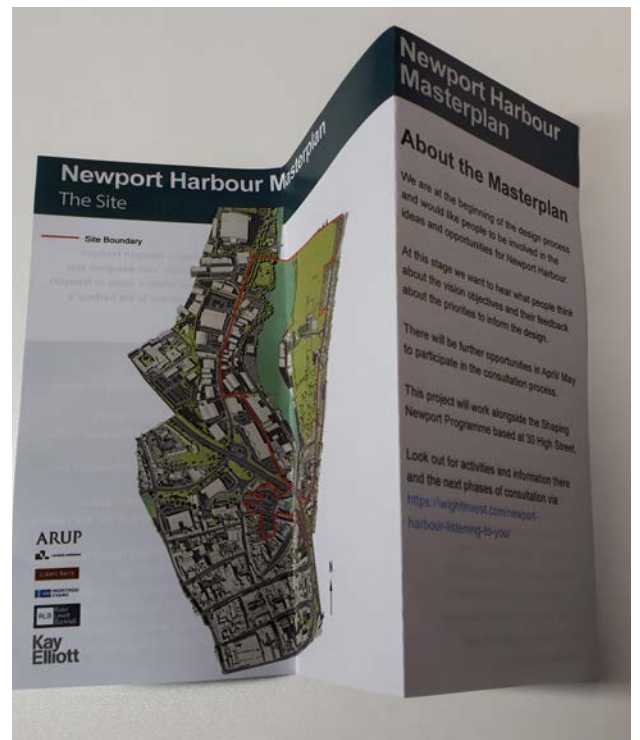 Newport Harbour Masterplan
The Site
Site Boundary
N
ARUP
RLB
Rider
Levett
Bucknall
Kay
Elliott
Newport Harbour
Masterplan
About the Masterplan
We are at the beginning of the design process
and would like people to be involved in the
ideas and opportunities for Newport Harbour.
At this stage we want to hear what people think
about the vision objectives and their feedback
about the priorities to inform the design.
There will be further opportunities in April/May
to participate in the consultation process.
This project will work alongside the Shaping
Newport Programme based at 30 High Street.
Look out for activities and information there
and the next phases of consultation via
https://iwightinvest.com/newport-
harbour-listening-to-you/